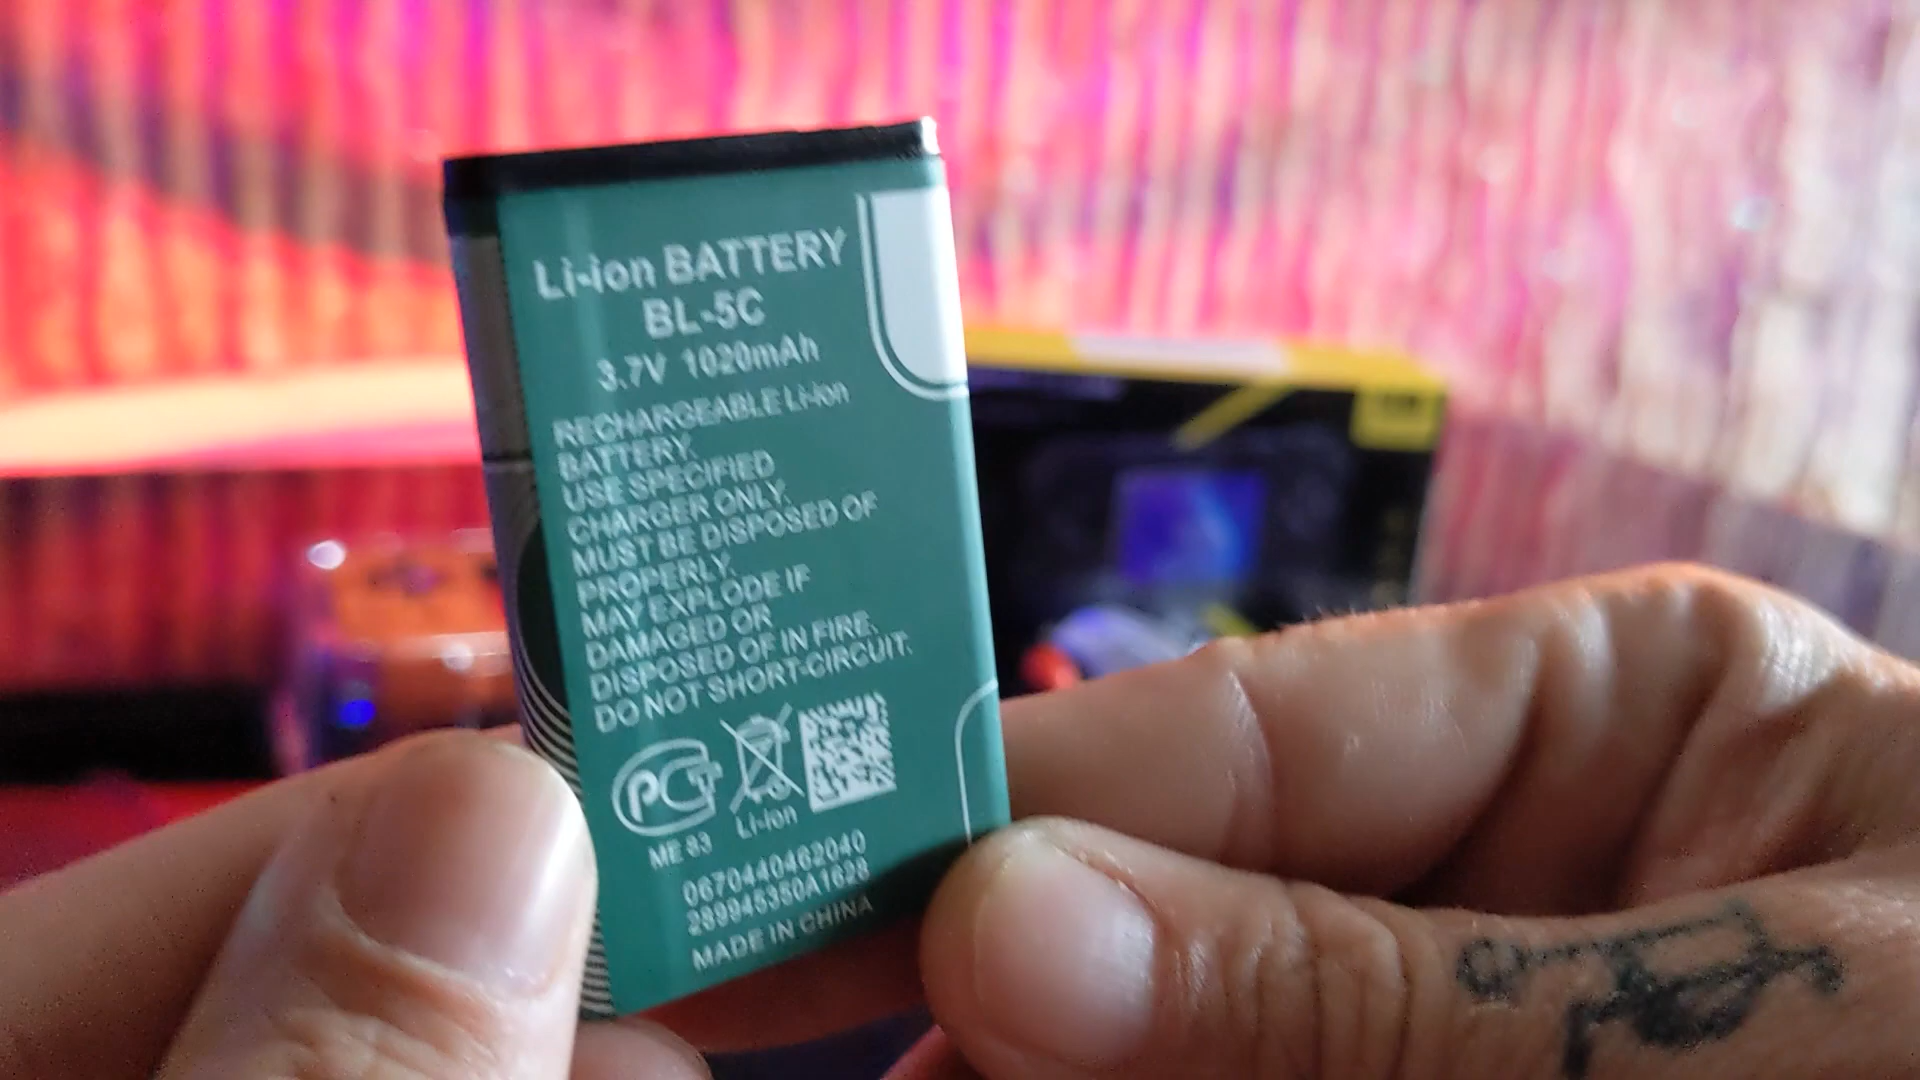 Li-ion BATTERY
BL-5C
3.7V 1020mAh
RECHARGEABLE Li-ion
BATTERY.
USE SPECIFIED
CHARGER ONLY.
MUST BE DISPOSED OF
PROPERLY.
MAY EXPLODE IF
DAMAGED OR
DISPOSED OF IN FIRE.
DO NOT SHORT-CIRCUIT.
PCT
Li-ion
ME 83
0670440462040
289945350A1628
MADE IN CHINA